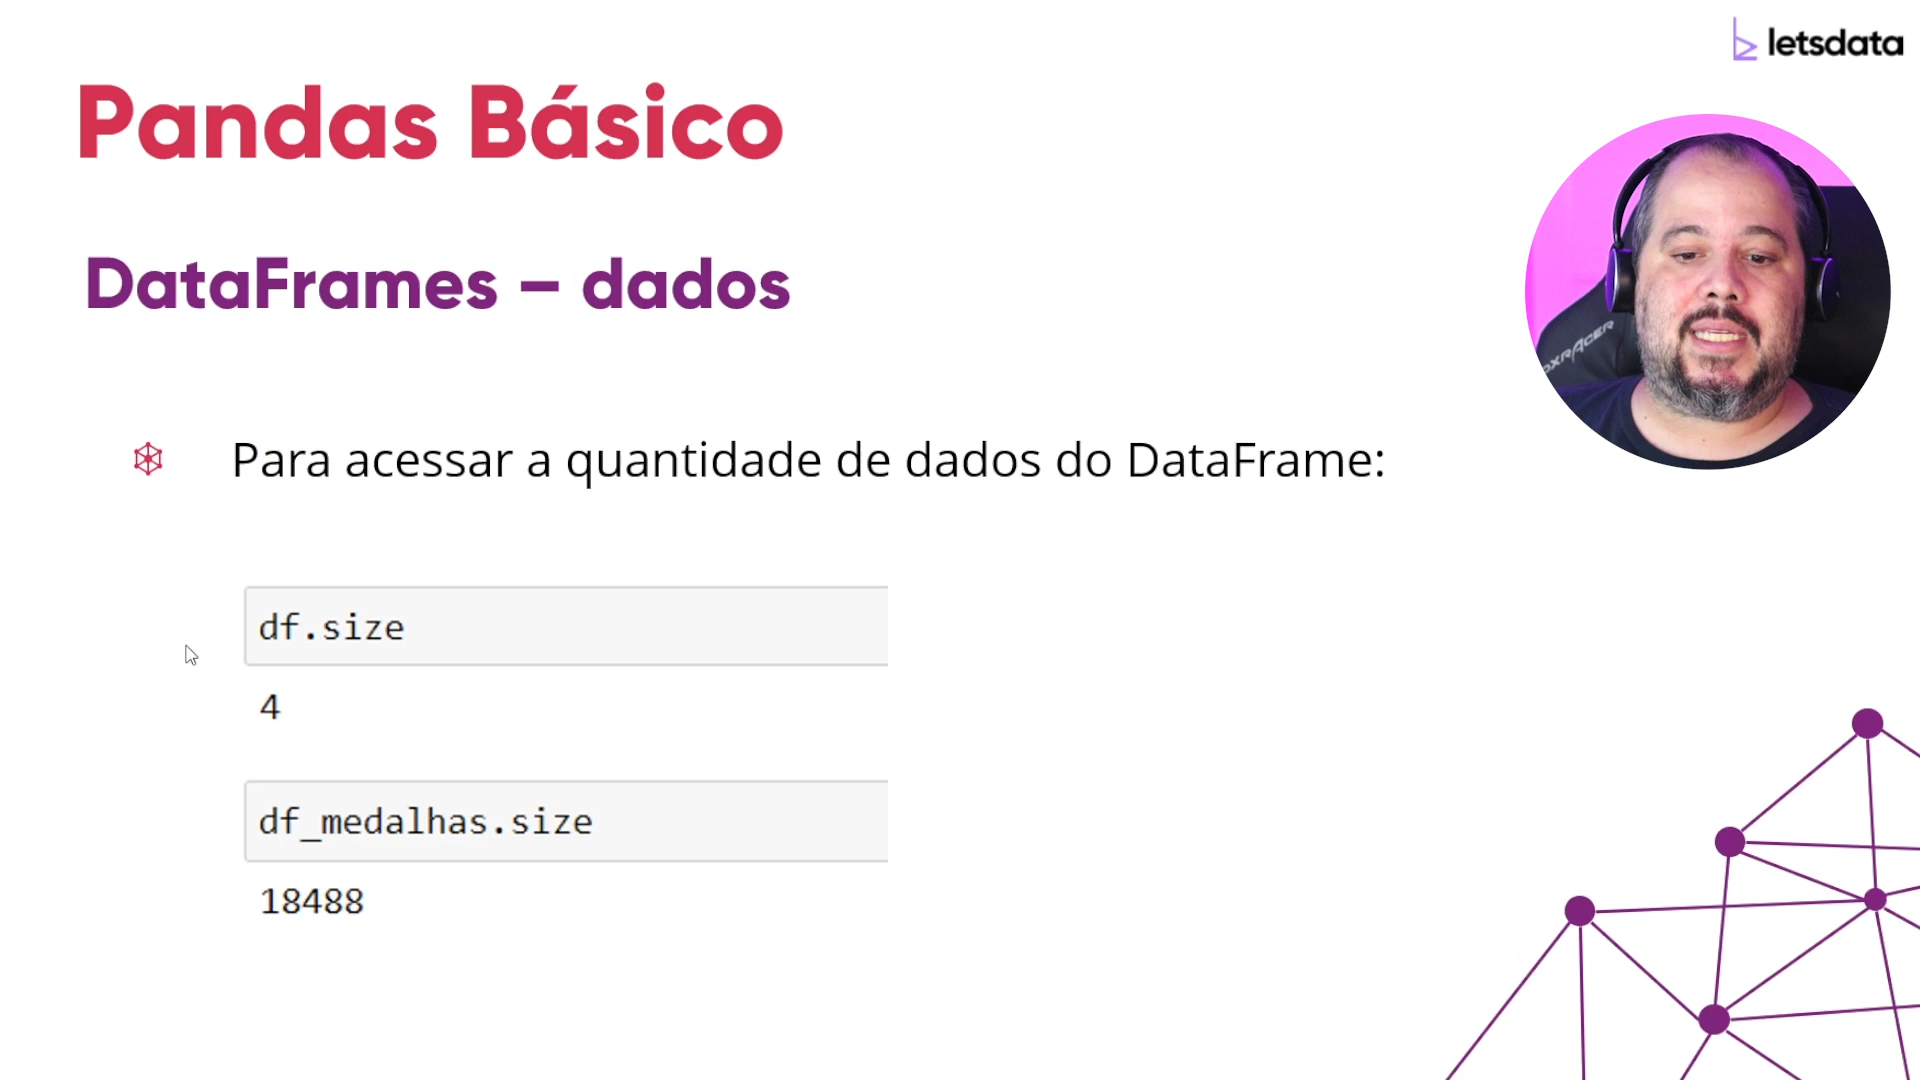 letsdata
Pandas Básico
DataFrames – dados
Para acessar a quantidade de dados do DataFrame:
df.size
4
df_medalhas.size
18488